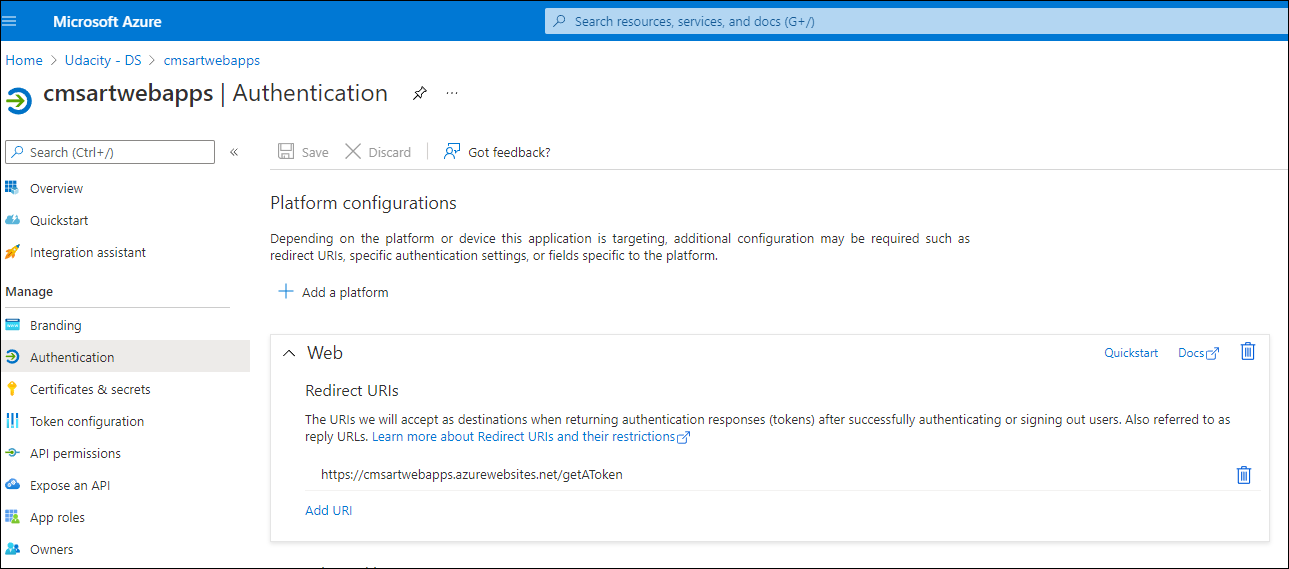 Microsoft Azure
Search resources, services, and docs (G+/)
Home > Udacity - DS > cmsartwebapps
cmsartwebapps | Authentication
Search (Ctrl+/)
Save
Discard
Got feedback?
Overview
Quickstart
Integration assistant
Manage
Branding
Authentication
Certificates & secrets
Token configuration
API permissions
Expose an API
App roles
Owners
Platform configurations
Depending on the platform or device this application is targeting, additional configuration may be required such as
redirect URIs, specific authentication settings, or fields specific to the platform.
Add a platform
Web
Quickstart
Docs
Redirect URIs
The URIs we will accept as destinations when returning authentication responses (tokens) after successfully authenticating or signing out users. Also referred to as
reply URLs. Learn more about Redirect URIs and their restrictions
https://cmsartwebapps.azurewebsites.net/getAToken
Add URI